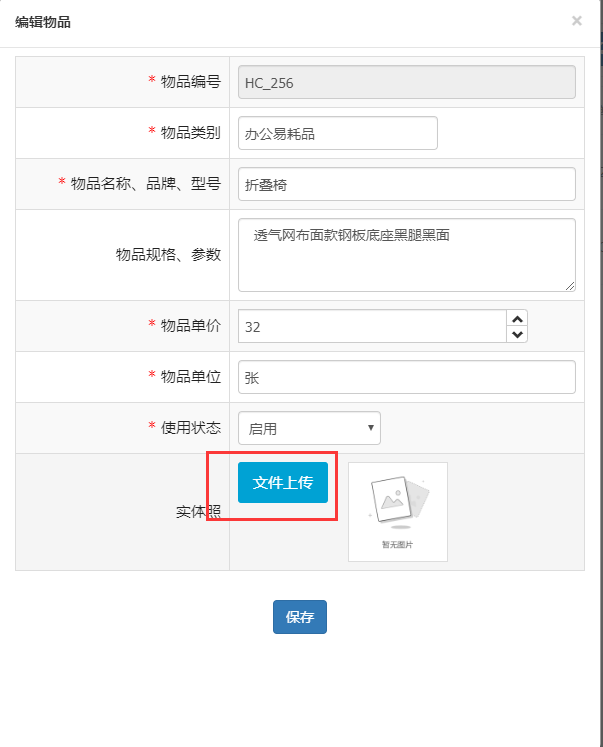 编辑物品
×
* 物品编号
HC_256
* 物品类别
办公易耗品
* 物品名称、品牌、型号
折叠椅
物品规格、参数
透气网布面款钢板底座黑腿黑面
* 物品单价
32
* 物品单位
张
* 使用状态
启用
实体照
文件上传
暂无图片
保存